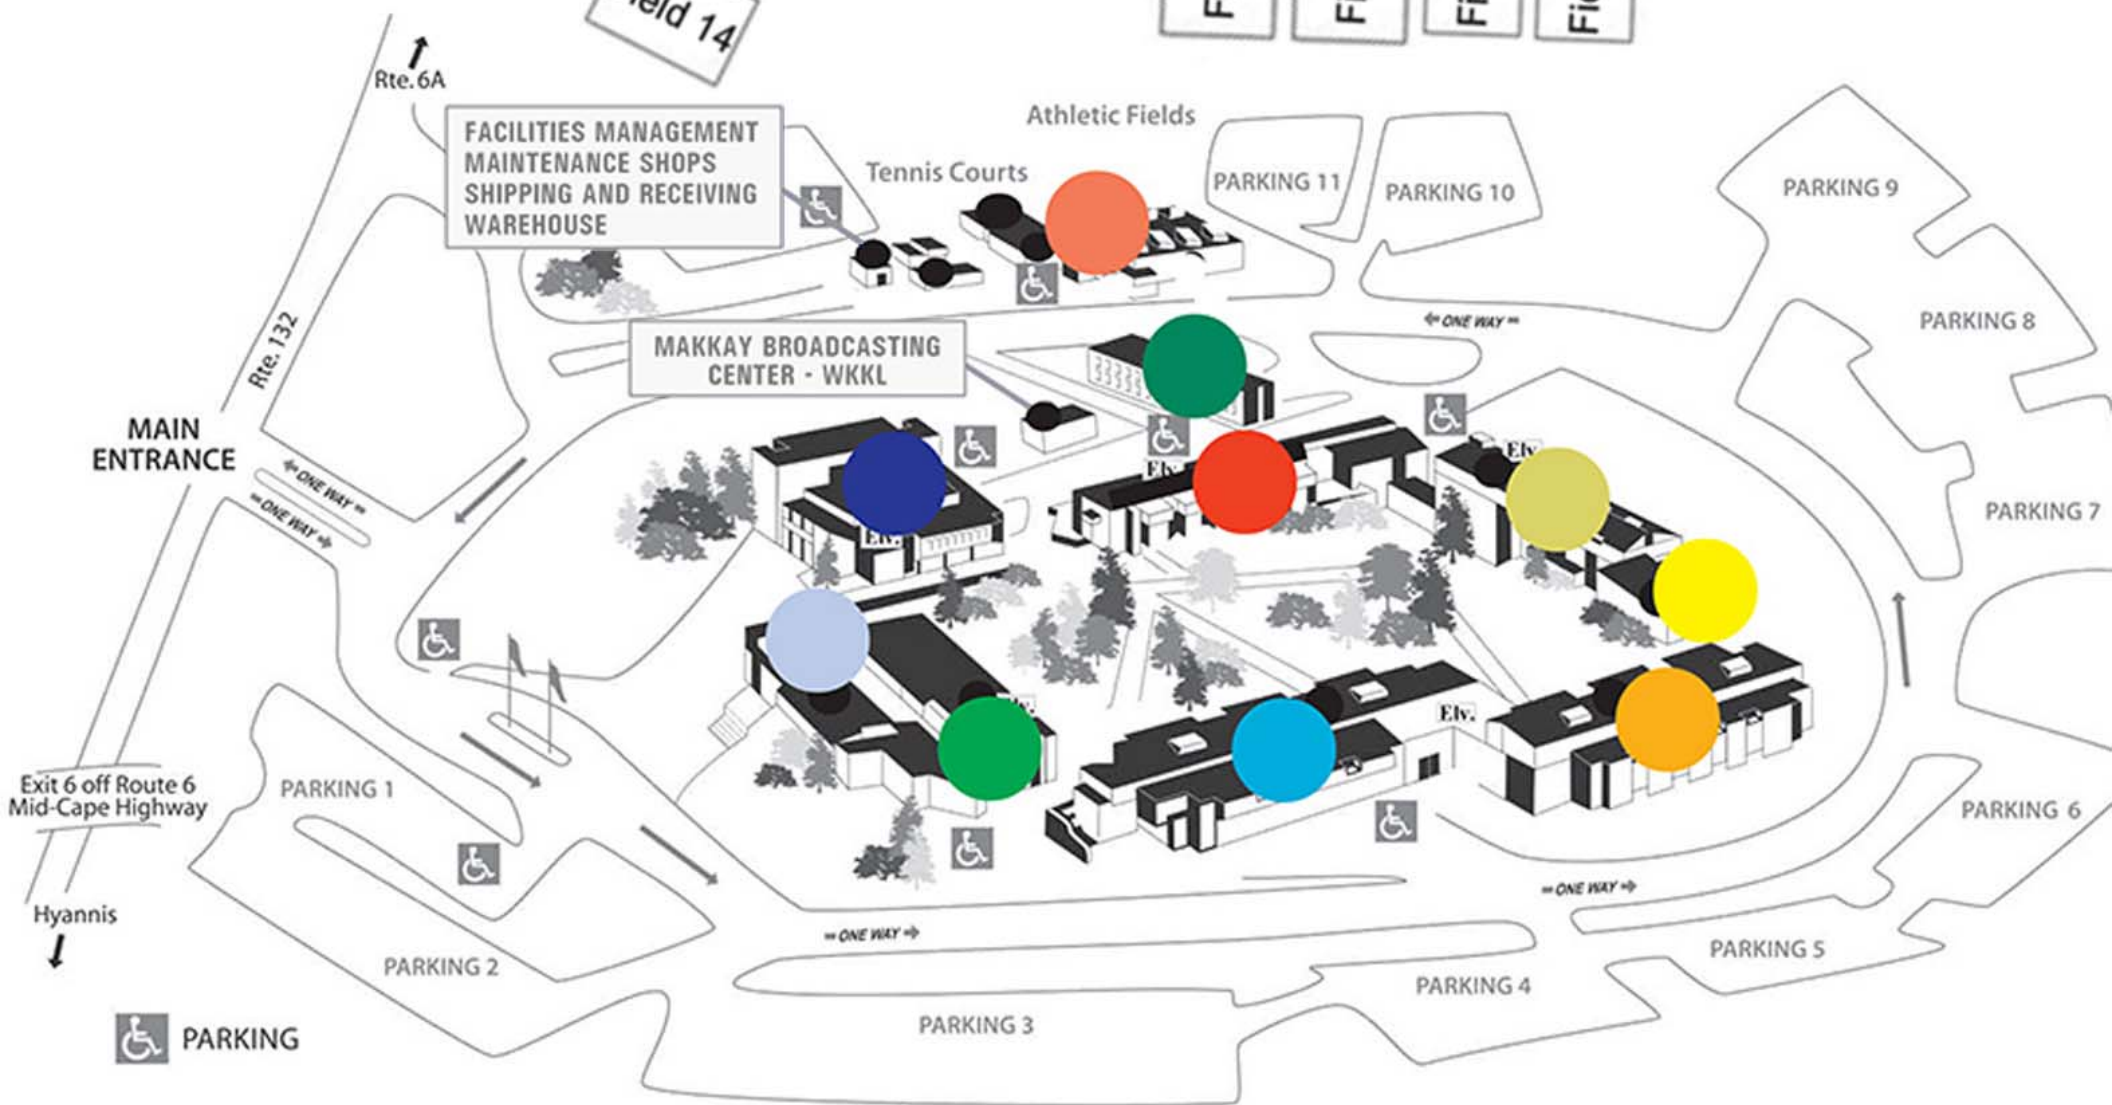 14
Rte. 6A
FACILITIES MANAGEMENT
MAINTENANCE SHOPS
SHIPPING AND RECEIVING
WAREHOUSE
Athletic Fields
Tennis Courts
PARKING 11
PARKING 10
PARKING 9
PARKING 8
Rte. 132
MAKKAY BROADCASTING
CENTER - WKKL
ONE WAY
MAIN
ENTRANCE
ONE WAY
ONE WAY
Elv.
Elv.
Elv.
PARKING 7
Elv.
Exit 6 off Route 6
Mid-Cape Highway
PARKING 1
PARKING 6
Hyannis
ONE WAY
ONE WAY
PARKING 2
PARKING 5
PARKING 4
PARKING 3
PARKING